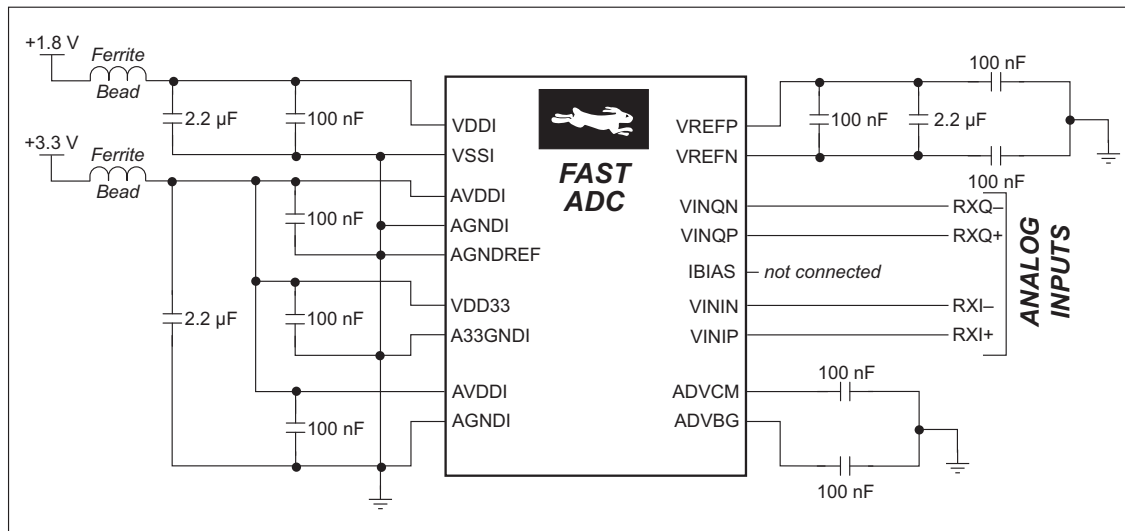 +1.8 V
Ferrite
Bead
2.2 µF
100 nF
+3.3 V
Ferrite
Bead
100 nF
100 nF
2.2 µF
100 nF
VDDI
VSSI
AVDDI
AGNDI
AGNDREF
VDD33
A33GNDI
AVDDI
AGNDI
FAST
ADC
VREFP
VREFN
VINQN
VINQP
IBIAS
VININ
VINIP
ADVCM
ADVBG
100 nF
100 nF
2.2 µF
100 nF
RXQ–
RXQ+
not connected
RXI–
RXI+
ANALOG
INPUTS
100 nF
100 nF